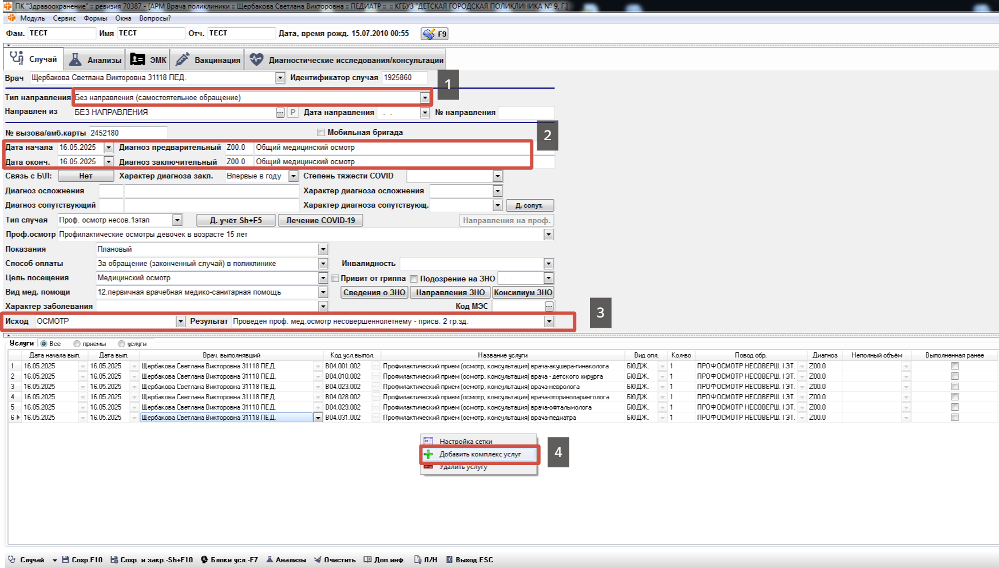 ПК "Здравоохранение" :: ревизия 70387 - [АРМ Врача поликлиники :: Щербакова Светлана Викторовна :: ПЕДИАТР :: :: КГБУЗ "ДЕТСКАЯ ГОРОДСКАЯ ПОЛИКЛИНИКА № 9, Г.]
Модуль Сервис Формы Окна Вопросы?
Фам. ТЕСТ Имя ТЕСТ Отч. ТЕСТ Дата, время рожд. 15.07.2010 00:55 F9
Случай Анализы ЭМК Вакцинация Диагностические исследования/консультации
Врач Щербакова Светлана Викторовна 31118 ПЕД. Идентификатор случая 1925860
1
Тип направления Без направления (самостоятельное обращение)
Направлен из БЕЗ НАПРАВЛЕНИЯ ... Р Дата направления . . № направления
№ вызова/амб.карты 2452180 Мобильная бригада
2
Дата начала 16.05.2025 Диагноз предварительный Z00.0 Общий медицинский осмотр
Дата оконч. 16.05.2025 Диагноз заключительный Z00.0 Общий медицинский осмотр
Связь с Б\Л: Нет Характер диагноза закл. Впервые в году Степень тяжести COVID
Диагноз осложнения Характер диагноза осложнения
Диагноз сопутствующий Характер диагноза сопутствующ. Д. сопут.
Тип случая Проф. осмотр несов.1этап Д. учёт Sh+F5 Лечение COVID-19 Направления на проф.
Проф.осмотр Профилактические осмотры девочек в возрасте 15 лет
Показания Плановый
Способ оплаты За обращение (законченный случай) в поликлинике Инвалидность
Цель посещения Медицинский осмотр Привит от гриппа Подозрение на ЗНО . .
Вид мед. помощи 12.первичная врачебная медико-санитарная помощь Сведения о ЗНО Направления ЗНО Консилиум ЗНО
Характер заболевания Код МЭС ...
3
Исход ОСМОТР Результат Проведен проф. мед.осмотр несовершеннолетнему - присв. 2 гр.зд.
Услуги Все приемы услуги
Дата начала вып. Дата вып. Врач. выполнявший Код усл.выпол. Название услуги Вид опл. Кол-во Повод обр. Диагноз Неполный объём Выполненная ранее
1 16.05.2025 16.05.2025 Щербакова Светлана Викторовна 31118 ПЕД. B04.001.002 ... Профилактический прием (осмотр, консультация) врача-акушера-гинеколога БЮДЖ. 1 ПРОФОСМОТР НЕСОВЕРШ. I ЭТ. Z00.0
2 16.05.2025 16.05.2025 Щербакова Светлана Викторовна 31118 ПЕД. B04.010.002 ... Профилактический прием (осмотр, консультация) врача - детского хирурга БЮДЖ. 1 ПРОФОСМОТР НЕСОВЕРШ. I ЭТ. Z00.0
3 16.05.2025 16.05.2025 Щербакова Светлана Викторовна 31118 ПЕД. B04.023.002 ... Профилактический прием (осмотр, консультация) врача-невролога БЮДЖ. 1 ПРОФОСМОТР НЕСОВЕРШ. I ЭТ. Z00.0
4 16.05.2025 16.05.2025 Щербакова Светлана Викторовна 31118 ПЕД. B04.028.002 ... Профилактический прием (осмотр, консультация) врача-оториноларинголога БЮДЖ. 1 ПРОФОСМОТР НЕСОВЕРШ. I ЭТ. Z00.0
5 16.05.2025 16.05.2025 Щербакова Светлана Викторовна 31118 ПЕД. B04.029.002 ... Профилактический прием (осмотр, консультация) врача-офтальмолога БЮДЖ. 1 ПРОФОСМОТР НЕСОВЕРШ. I ЭТ. Z00.0
6 16.05.2025 16.05.2025 Щербакова Светлана Викторовна 31118 ПЕД. B04.031.002 ... Профилактический прием (осмотр, консультация) врача-педиатра БЮДЖ. 1 ПРОФОСМОТР НЕСОВЕРШ. I ЭТ. Z00.0
Настройка сетки
Добавить комплекс услуг
4
Удалить услугу
Случай Сохр.F10 Сохр. и закр.-Sh+F10 Блоки усл.-F7 Анализы Очистить Доп.инф. Л/Н Выход.ESC